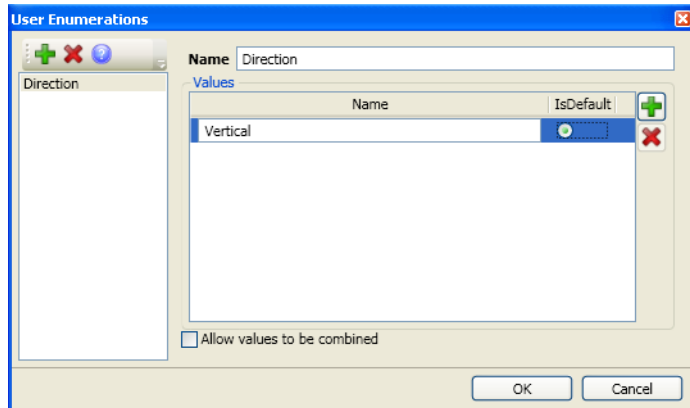 User Enumerations
Direction
Name Direction
Values
Name IsDefault
Vertical
Allow values to be combined
OK Cancel